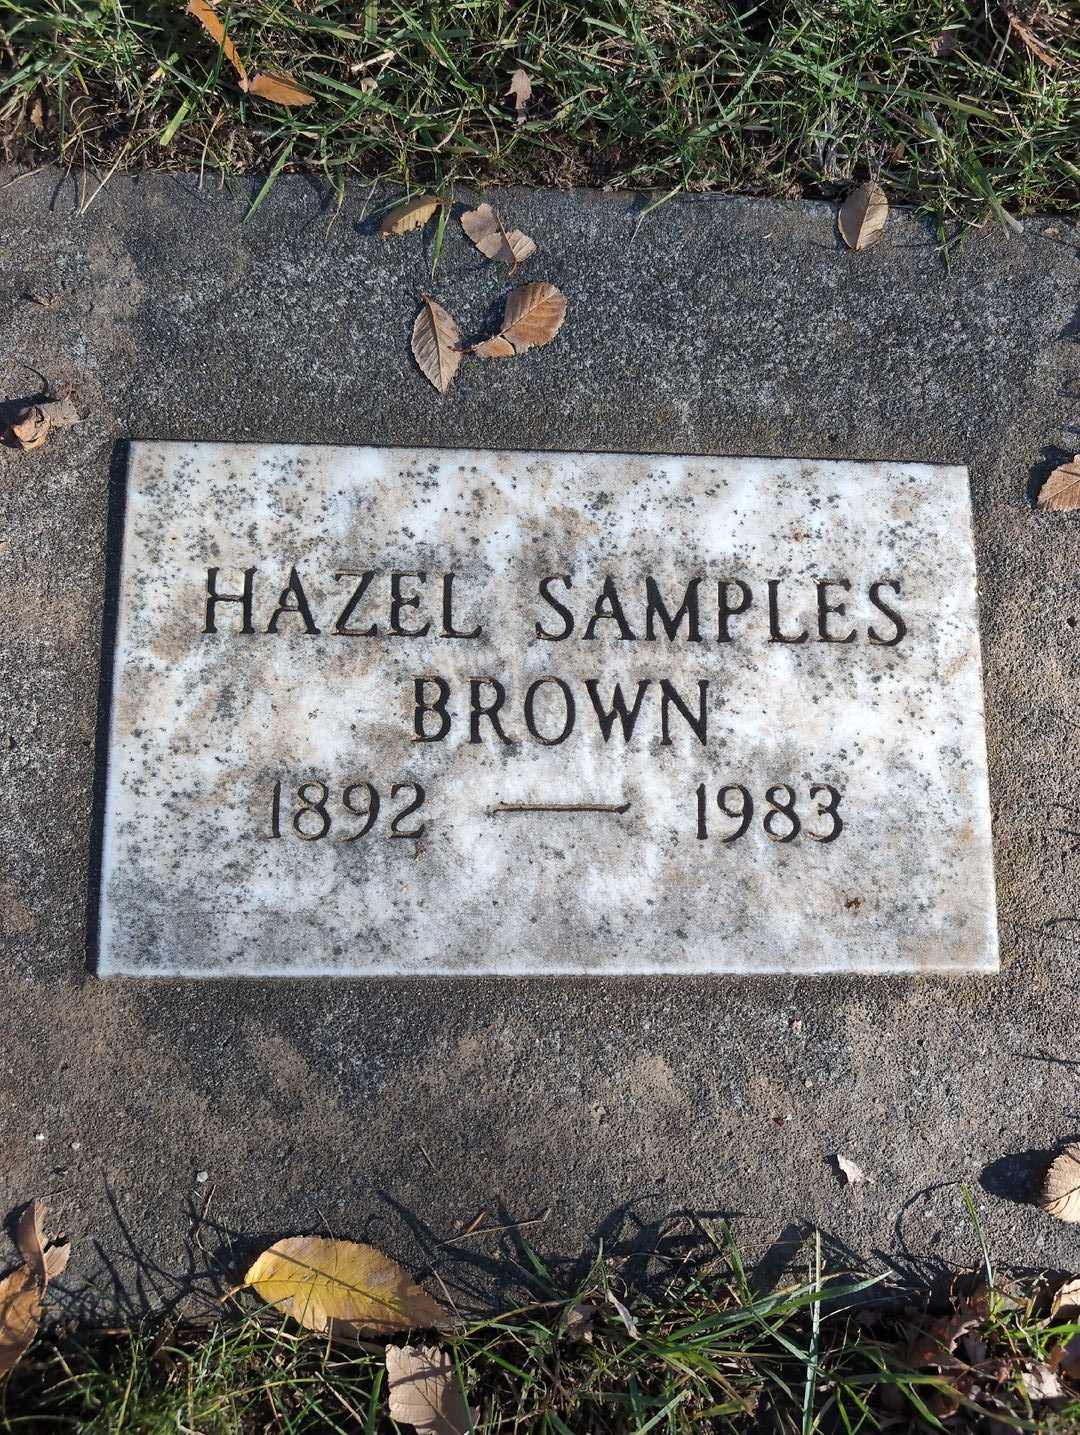 HAZEL SAMPLES
BROWN
1892 — 1983